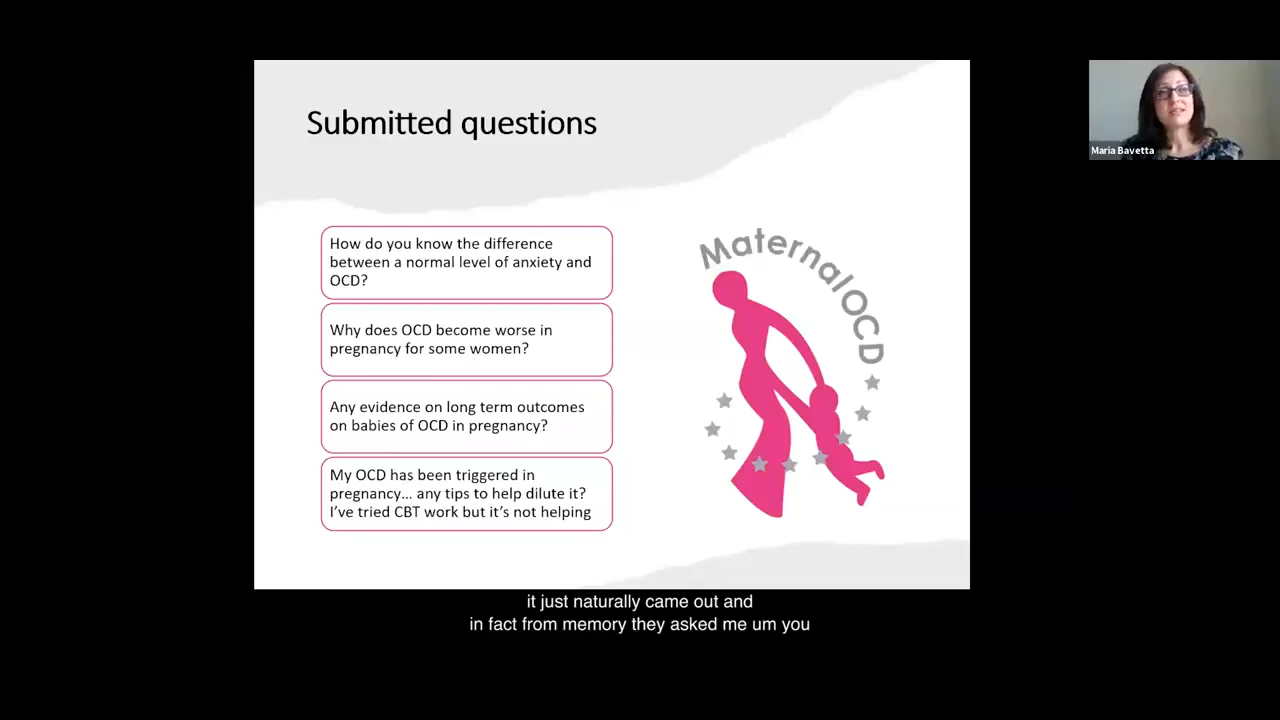 Submitted questions
Maria Bavetta
How do you know the difference
between a normal level of anxiety and
OCD?
Why does OCD become worse in
pregnancy for some women?
Any evidence on long term outcomes
on babies of OCD in pregnancy?
My OCD has been triggered in
pregnancy... any tips to help dilute it?
I've tried CBT work but it's not helping
MaternalOCD
it just naturally came out and
in fact from memory they asked me um you